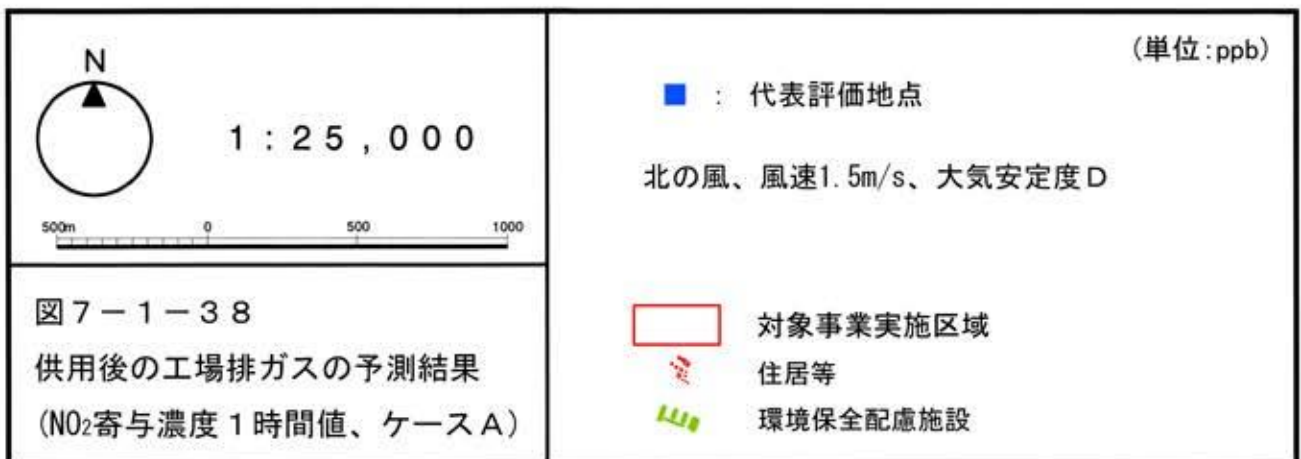 N
1:25,000
500m 0 500 1000
図7－1－38
供用後の工場排ガスの予測結果
(NO₂寄与濃度1時間値、ケースA)
(単位:ppb)
: 代表評価地点
北の風、風速1.5m/s、大気安定度D
対象事業実施区域
住居等
環境保全配慮施設